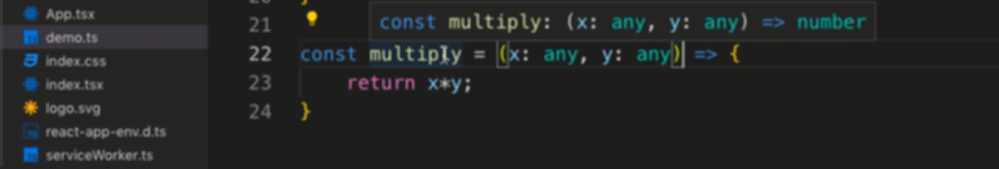 App.tsx
demo.ts
index.css
index.tsx
logo.svg
react-app-env.d.ts
serviceWorker.ts
21
const multiply: (x: any, y: any) => number
22 const multiply = (x: any, y: any) => {
23 return x*y;
24 }